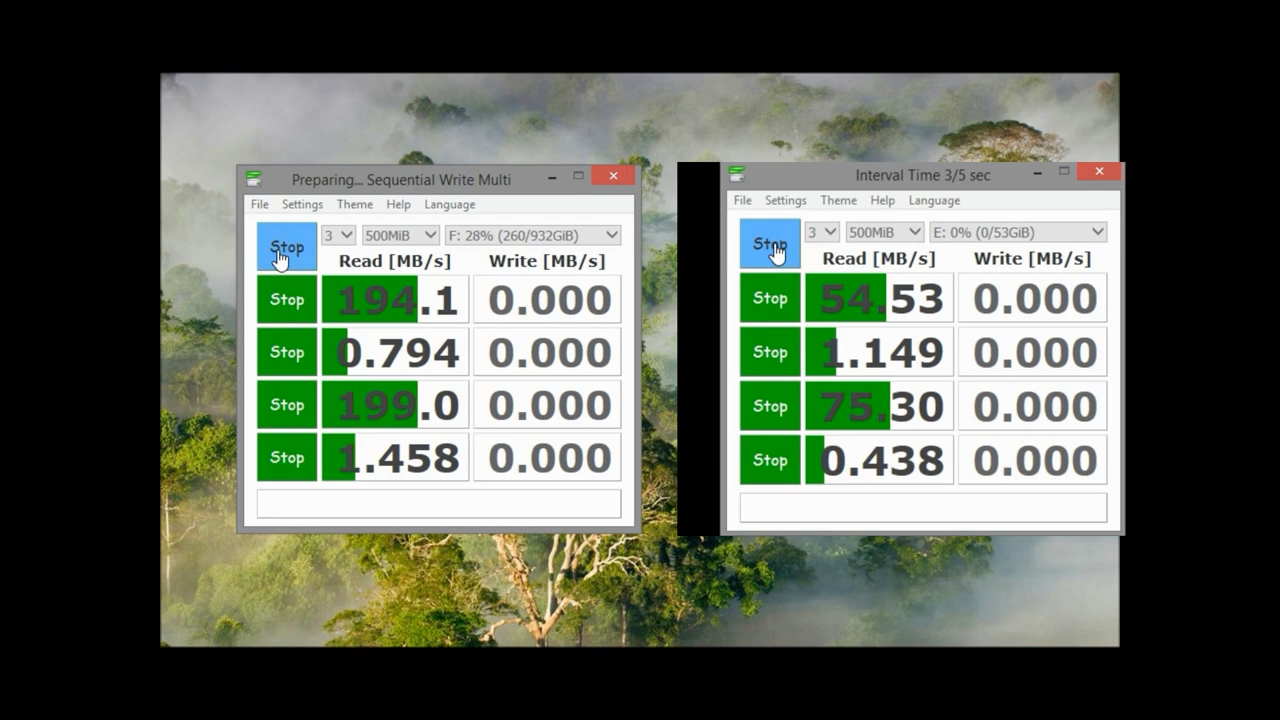 Preparing... Sequential Write Multi
File Settings Theme Help Language
Stop 3 500MiB F: 28% (260/932GiB)
Read [MB/s] Write [MB/s]
Stop 194.1 0.000
Stop 0.794 0.000
Stop 199.0 0.000
Stop 1.458 0.000
Interval Time 3/5 sec
File Settings Theme Help Language
Stop 3 500MiB E: 0% (0/53GiB)
Read [MB/s] Write [MB/s]
Stop 54.53 0.000
Stop 1.149 0.000
Stop 75.30 0.000
Stop 0.438 0.000